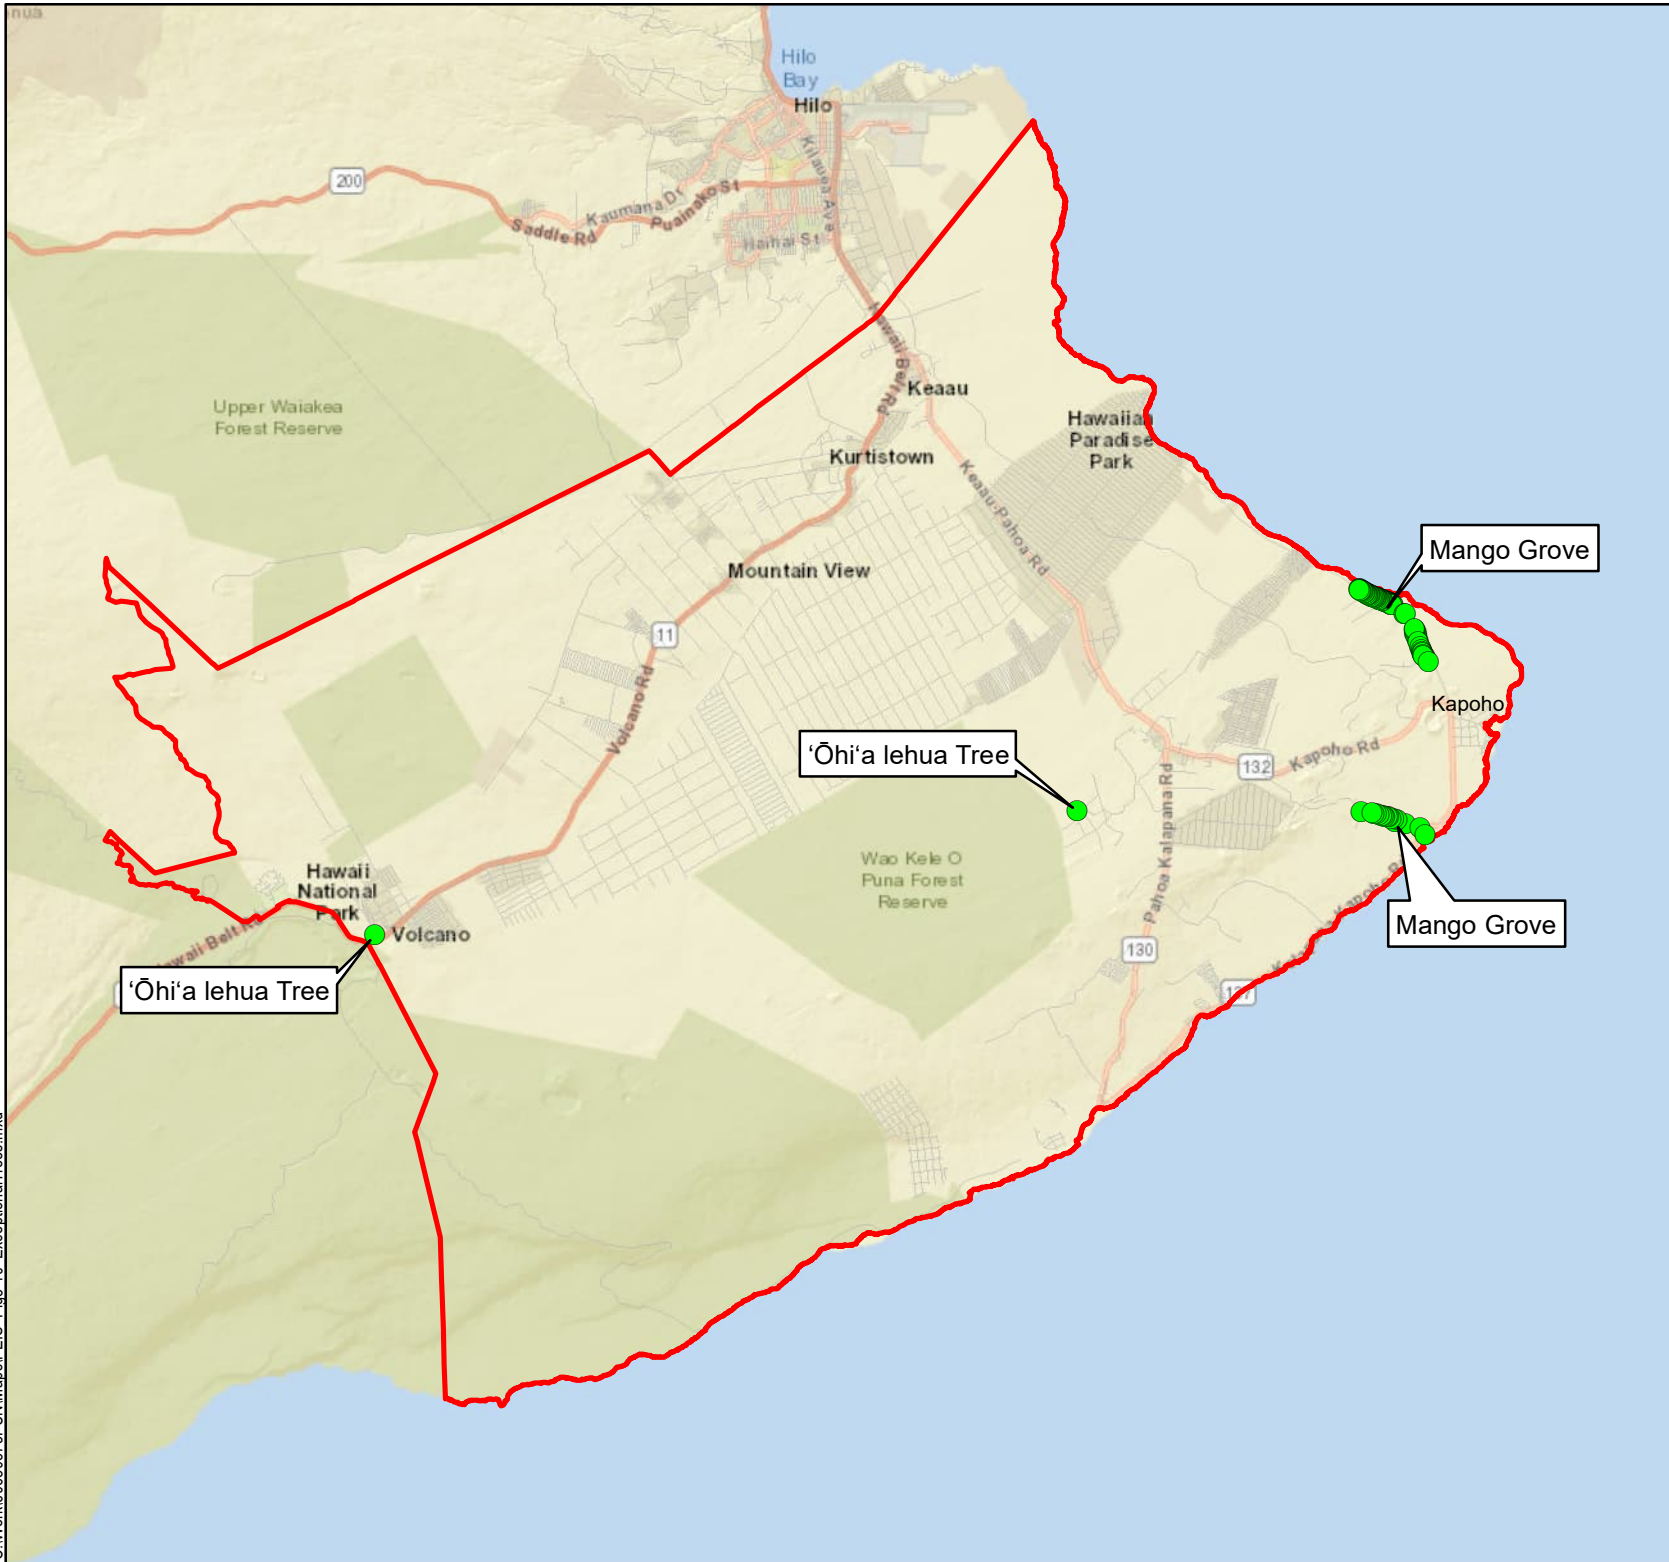 Hilo
Bay
Hilo
200
Kilauea Ave
Kaumana Dr
Puainako St
Saddle Rd
Haihai St
Hawaii Belt Rd
Keaau
Upper Waiakea
Forest Reserve
Hawaiian
Paradise
Park
Kurtistown
Keaau-Pahoa Rd
Mango Grove
Mountain View
11
Volcano Rd
Kapoho
ʻŌhiʻa lehua Tree
132
Kapoho Rd
Pahoa Kalapana Rd
Wao Kele O
Puna Forest
Reserve
Hawaii
National
Park
Mango Grove
Volcano
130
ʻŌhiʻa lehua Tree
137